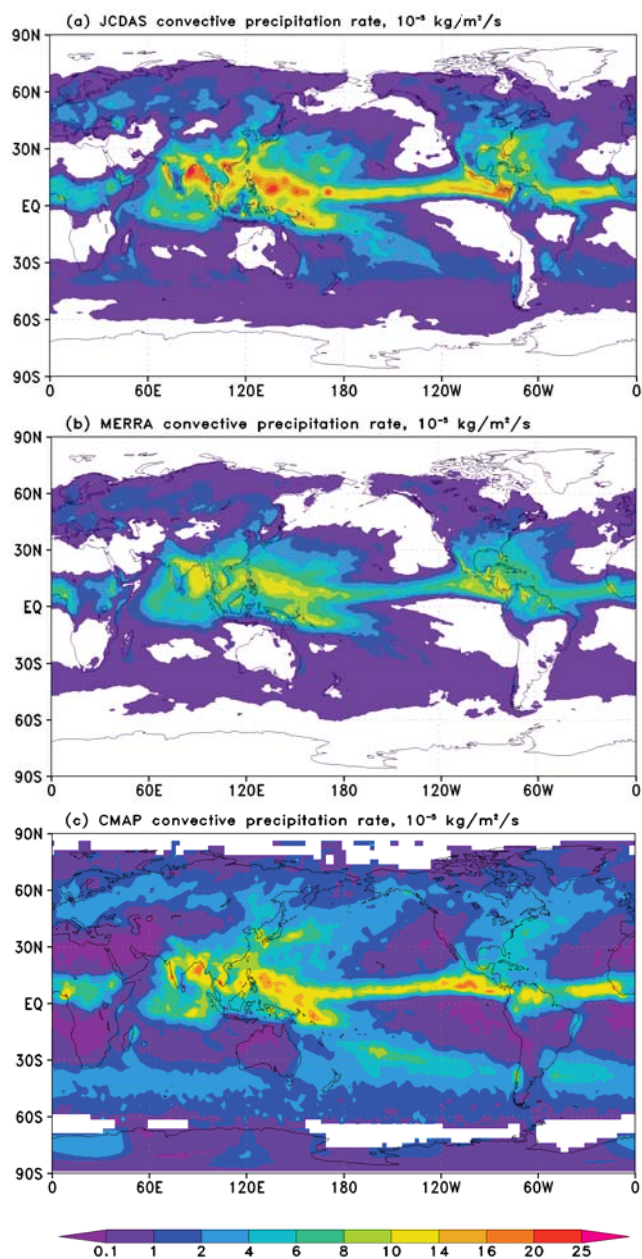 (a) JCDAS convective precipitation rate, 10⁻⁵ kg/m²/s
90N
60N
30N
EQ
30S
60S
90S
0 60E 120E 180 120W 60W 0
(b) MERRA convective precipitation rate, 10⁻⁵ kg/m²/s
90N
60N
30N
EQ
30S
60S
90S
0 60E 120E 180 120W 60W 0
(c) CMAP convective precipitation rate, 10⁻⁵ kg/m²/s
90N
60N
30N
EQ
30S
60S
90S
0 60E 120E 180 120W 60W 0
0.1 1 2 4 6 8 10 14 16 20 25